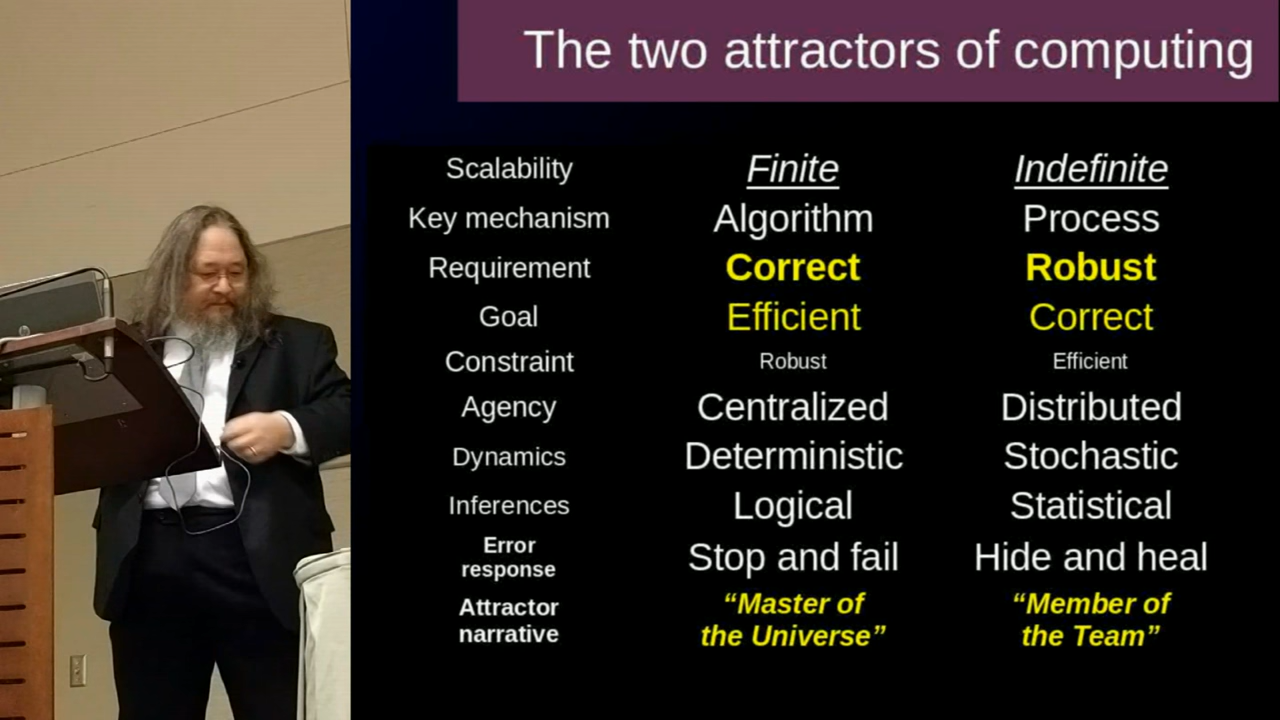 The two attractors of computing
Scalability Finite Indefinite
Key mechanism Algorithm Process
Requirement Correct Robust
Goal Efficient Correct
Constraint Robust Efficient
Agency Centralized Distributed
Dynamics Deterministic Stochastic
Inferences Logical Statistical
Error response Stop and fail Hide and heal
Attractor narrative “Master of the Universe” “Member of the Team”